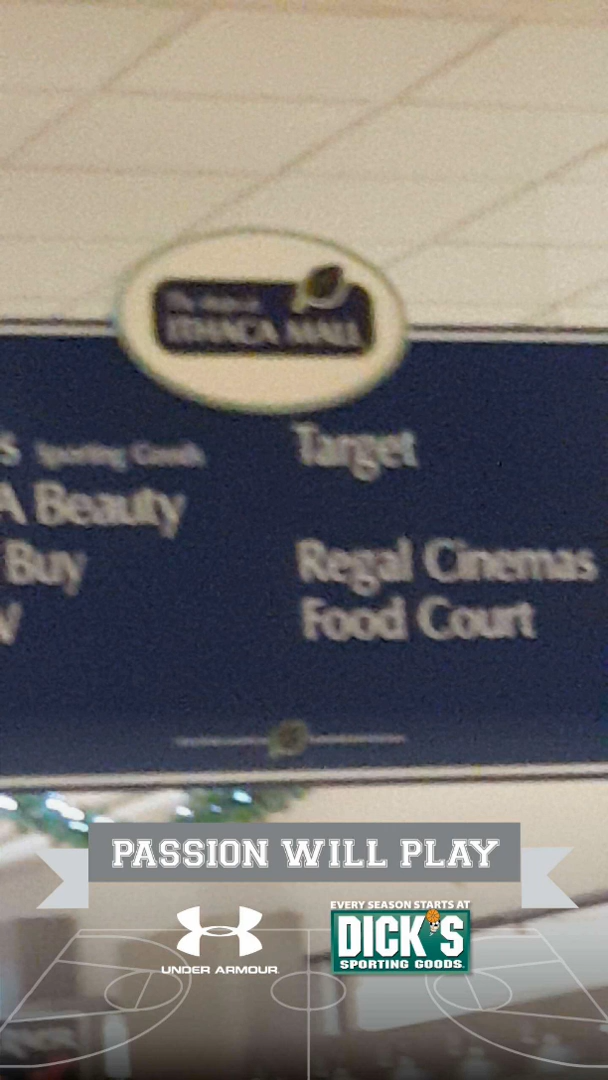 ITHACA MALL
S Sporting Goods
A Beauty
Buy
Target
Regal Cinemas
Food Court
PASSION WILL PLAY
UNDER ARMOUR
EVERY SEASON STARTS AT
DICK'S
SPORTING GOODS